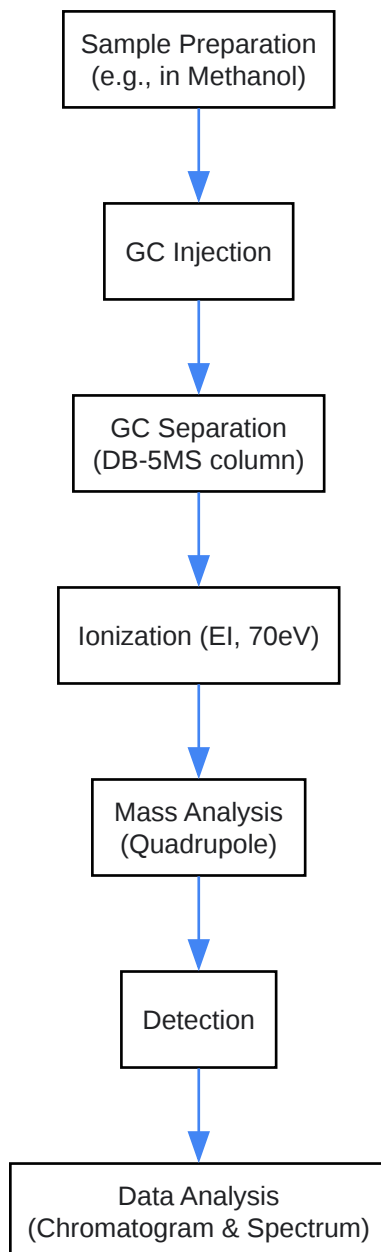 Sample Preparation
(e.g., in Methanol)
GC Injection
GC Separation
(DB-5MS column)
Ionization (EI, 70eV)
Mass Analysis
(Quadrupole)
Detection
Data Analysis
(Chromatogram & Spectrum)